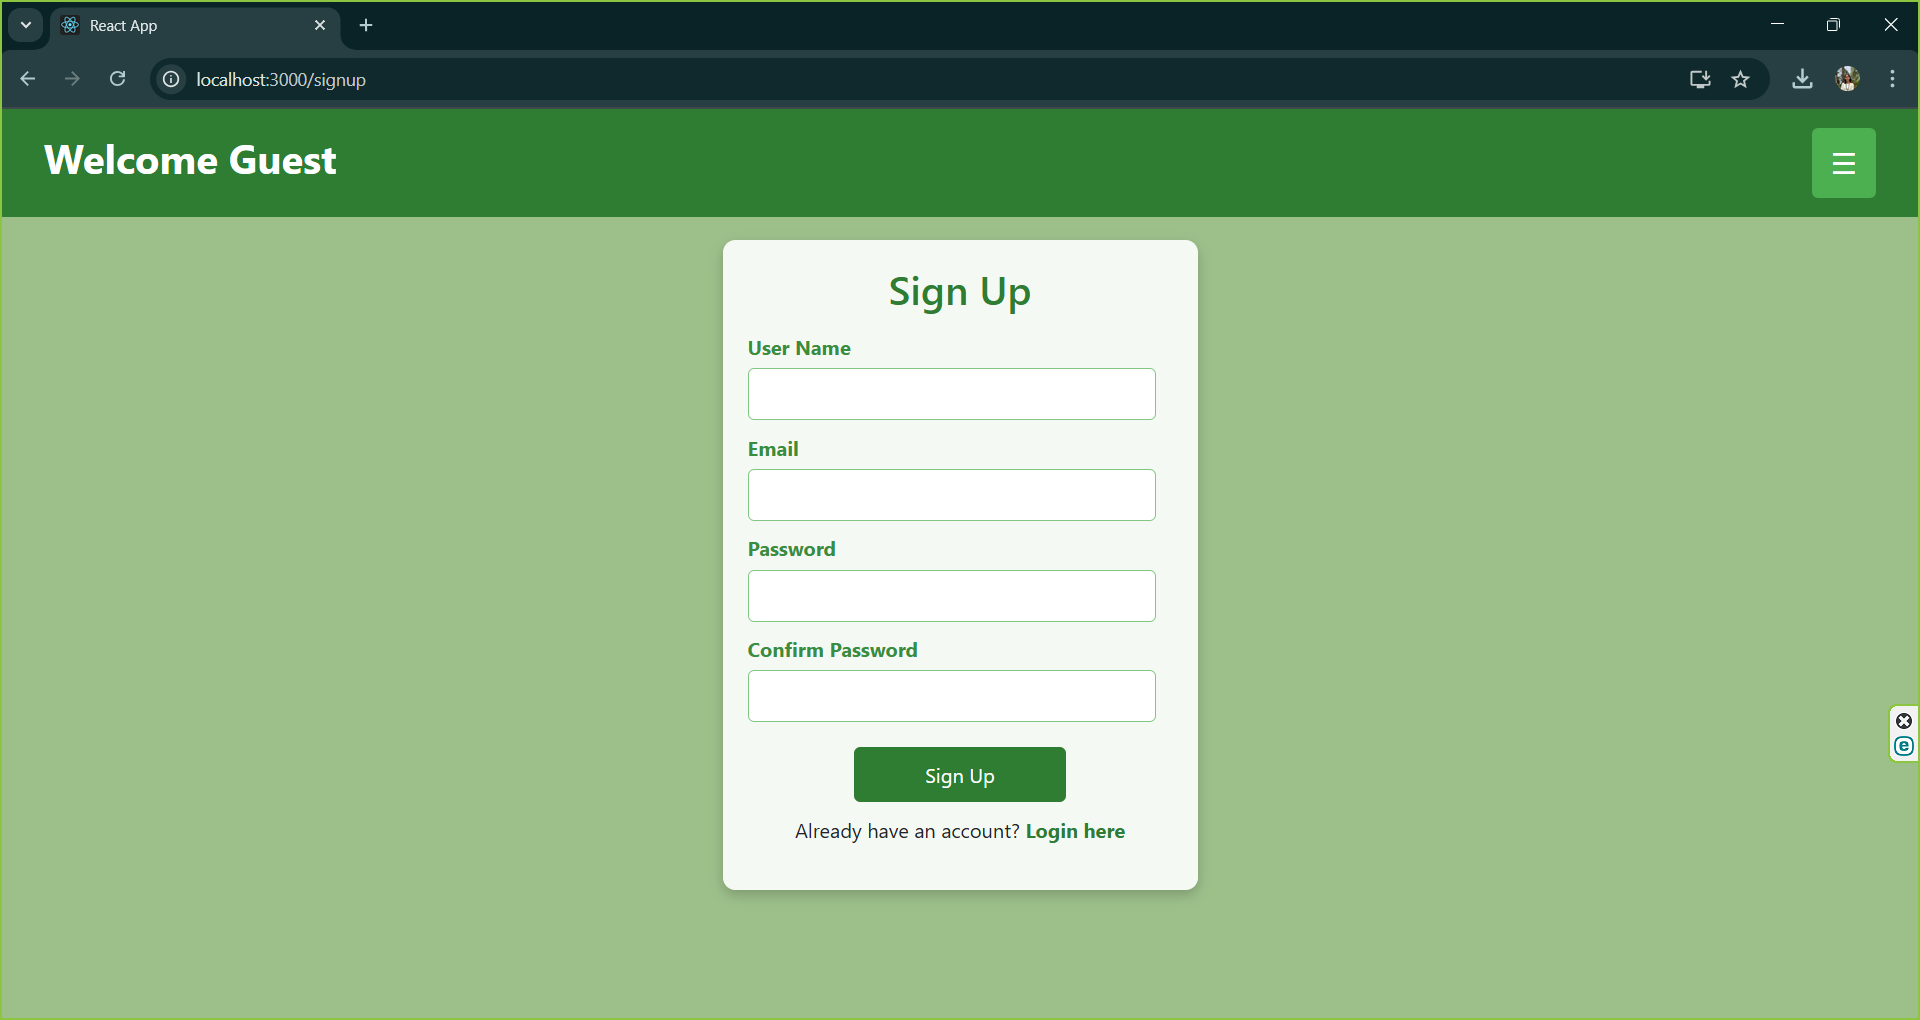 React App
localhost:3000/signup
Welcome Guest
Sign Up
User Name
Email
Password
Confirm Password
Sign Up
Already have an account? Login here
e